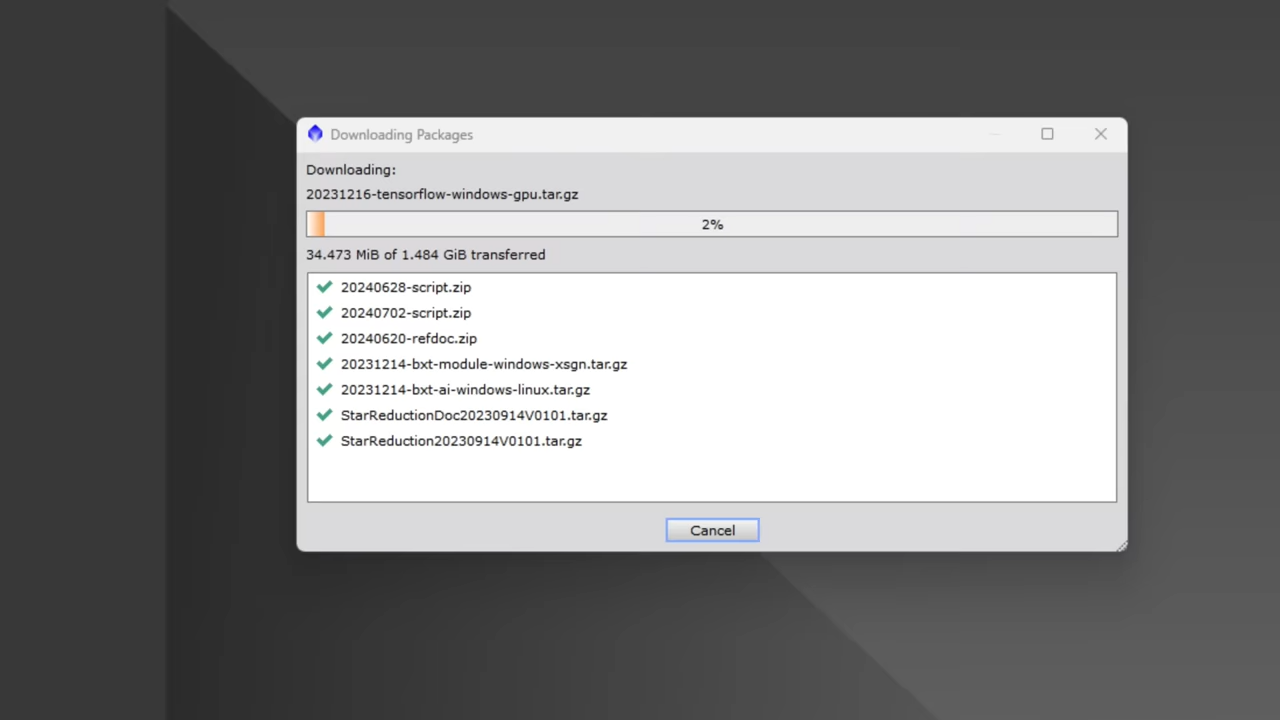 Downloading Packages
Downloading:
20231216-tensorflow-windows-gpu.tar.gz
2%
34.473 MiB of 1.484 GiB transferred
20240628-script.zip
20240702-script.zip
20240620-refdoc.zip
20231214-bxt-module-windows-xsgn.tar.gz
20231214-bxt-ai-windows-linux.tar.gz
StarReductionDoc20230914V0101.tar.gz
StarReduction20230914V0101.tar.gz
Cancel